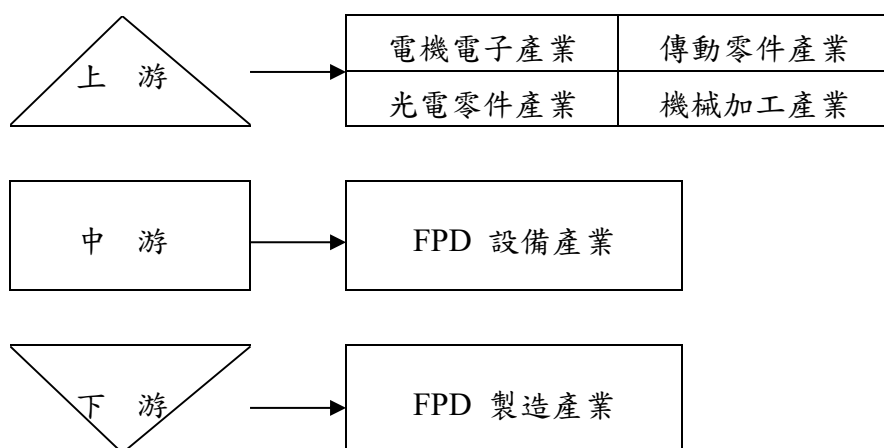 上 游
電機電子產業 傳動零件產業
光電零件產業 機械加工產業
中 游
FPD 設備產業
下 游
FPD 製造產業